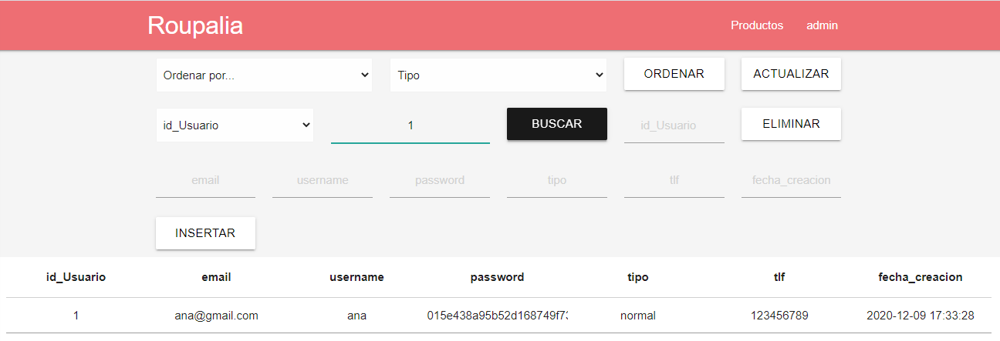 Roupalia Productos admin
Ordenar por... Tipo ORDENAR ACTUALIZAR
id_Usuario 1 BUSCAR id_Usuario ELIMINAR
email username password tipo tlf fecha_creacion
INSERTAR
id_Usuario email username password tipo tlf fecha_creacion
1 ana@gmail.com ana 015e438a95b52d168749f7 normal 123456789 2020-12-09 17:33:28